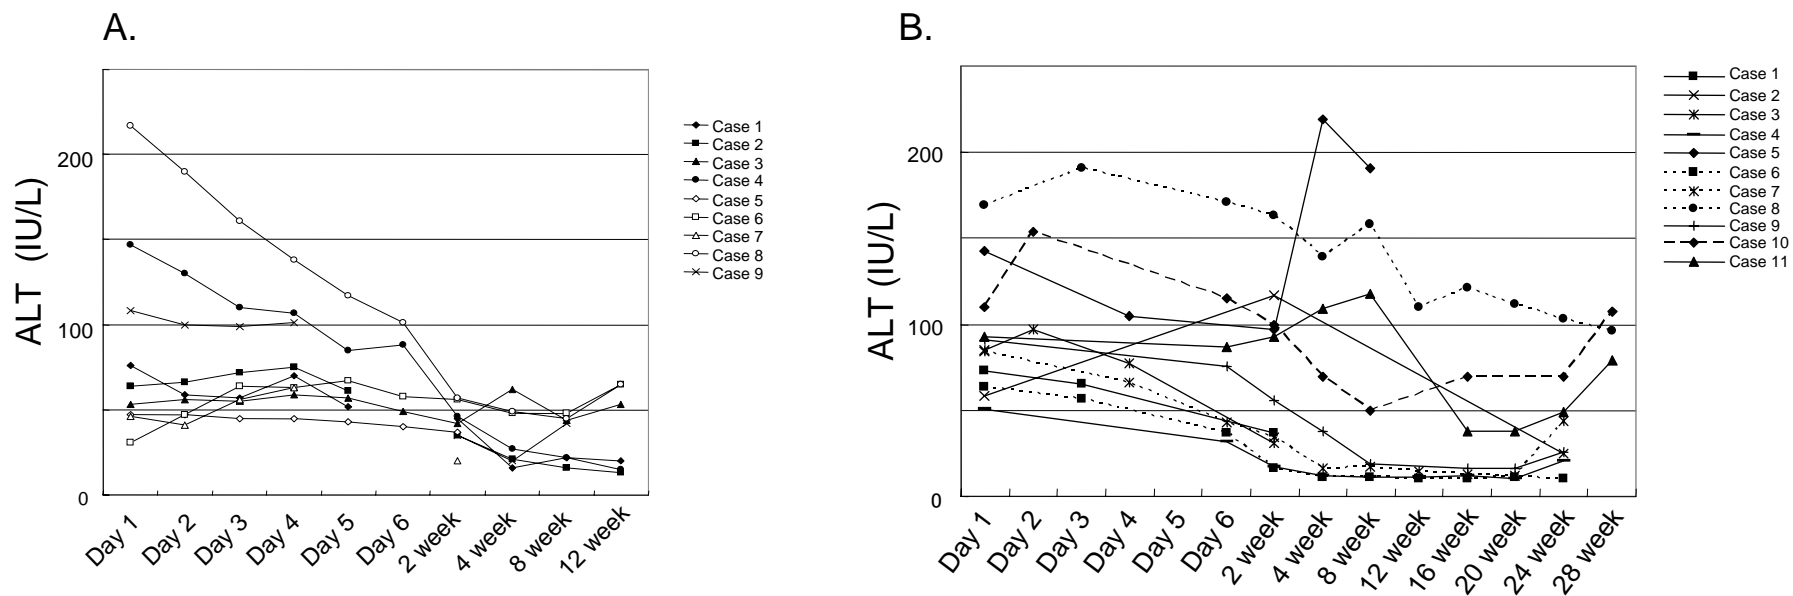 A.
ALT (IU/L)
200
100
0
Day 1
Day 2
Day 3
Day 4
Day 5
Day 6
2 week
4 week
8 week
12 week
Case 1
Case 2
Case 3
Case 4
Case 5
Case 6
Case 7
Case 8
Case 9
B.
ALT (IU/L)
200
100
0
Day 1
Day 2
Day 3
Day 4
Day 5
Day 6
2 week
4 week
8 week
12 week
16 week
20 week
24 week
28 week
Case 1
Case 2
Case 3
Case 4
Case 5
Case 6
Case 7
Case 8
Case 9
Case 10
Case 11